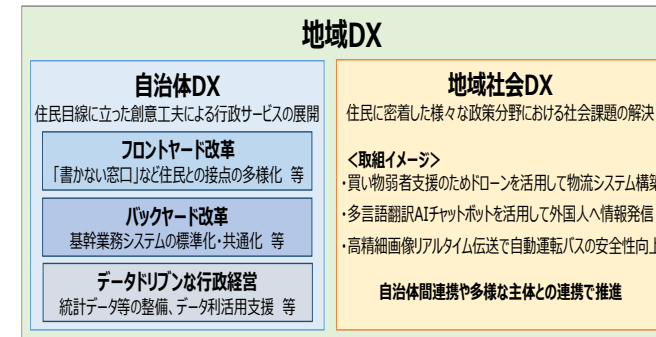 地域DX
自治体DX
住民目線に立った創意工夫による行政サービスの展開
フロントヤード改革
「書かない窓口」など住民との接点の多様化 等
バックヤード改革
基幹業務システムの標準化・共通化 等
データドリブンな行政経営
統計データ等の整備、データ利活用支援 等
地域社会DX
住民に密着した様々な政策分野における社会課題の解決
<取組イメージ>
・買い物弱者支援のためドローンを活用して物流システム構築
・多言語翻訳AIチャットボットを活用して外国人へ情報発信
・高精細画像リアルタイム伝送で自動運転バスの安全性向上
自治体間連携や多様な主体との連携で推進